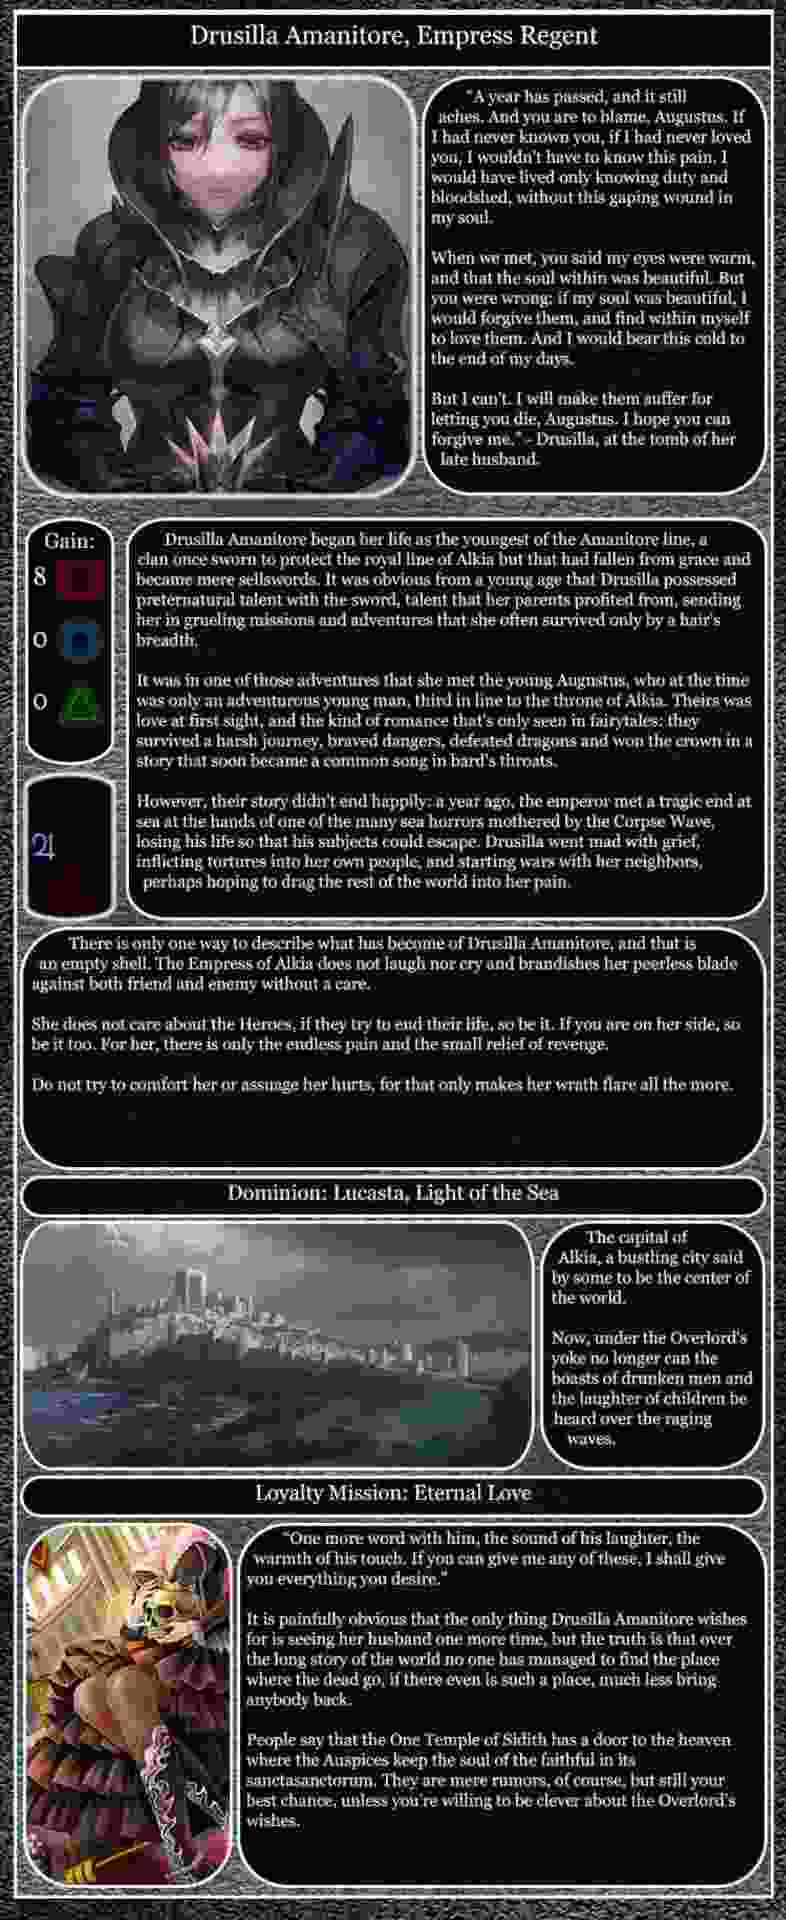 Drusilla Amanitore, Empress Regent
"A year has passed, and it still
aches. And you are to blame, Augustus. If
I had never known you, if I had never loved
you, I wouldn't have to know this pain. I
would have lived only knowing duty and
bloodshed, without this gaping wound in
my soul.
When we met, you said my eyes were warm,
and that the soul within was beautiful. But
you were wrong: if my soul was beautiful, I
would forgive them, and find within myself
to love them. And I would bear this cold to
the end of my days.
But I can't. I will make them suffer for
letting you die, Augustus. I hope you can
forgive me." - Drusilla, at the tomb of her
late husband.
Gain:
8
0
0
Drusilla Amanitore began her life as the youngest of the Amanitore line, a
clan once sworn to protect the royal line of Alkia but that had fallen from grace and
became mere sellswords. It was obvious from a young age that Drusilla possessed
preternatural talent with the sword, talent that her parents profited from, sending
her in grueling missions and adventures that she often survived only by a hair's
breadth.
It was in one of those adventures that she met the young Augustus, who at the time
was only an adventurous young man, third in line to the throne of Alkia. Theirs was
love at first sight, and the kind of romance that's only seen in fairytales: they
survived a harsh journey, braved dangers, defeated dragons and won the crown in a
story that soon became a common song in bard's throats.
However, their story didn't end happily: a year ago, the emperor met a tragic end at
sea at the hands of one of the many sea horrors mothered by the Corpse Wave,
losing his life so that his subjects could escape. Drusilla went mad with grief,
inflicting tortures into her own people, and starting wars with her neighbors,
perhaps hoping to drag the rest of the world into her pain.
♃
There is only one way to describe what has become of Drusilla Amanitore, and that is
an empty shell. The Empress of Alkia does not laugh nor cry and brandishes her peerless blade
against both friend and enemy without a care.
She does not care about the Heroes, if they try to end their life, so be it. If you are on her side, so
be it too. For her, there is only the endless pain and the small relief of revenge.
Do not try to comfort her or assuage her hurts, for that only makes her wrath flare all the more.
Dominion: Lucasta, Light of the Sea
The capital of
Alkia, a bustling city said
by some to be the center of
the world.
Now, under the Overlord's
yoke no longer can the
boasts of drunken men and
the laughter of children be
heard over the raging
waves.
Loyalty Mission: Eternal Love
"One more word with him, the sound of his laughter, the
warmth of his touch. If you can give me any of these, I shall give
you everything you desire."
It is painfully obvious that the only thing Drusilla Amanitore wishes
for is seeing her husband one more time, but the truth is that over
the long story of the world no one has managed to find the place
where the dead go, if there even is such a place, much less bring
anybody back.
People say that the One Temple of Sidith has a door to the heaven
where the Auspices keep the soul of the faithful in its
sanctasanctorum. They are mere rumors, of course, but still your
best chance, unless you're willing to be clever about the Overlord's
wishes.